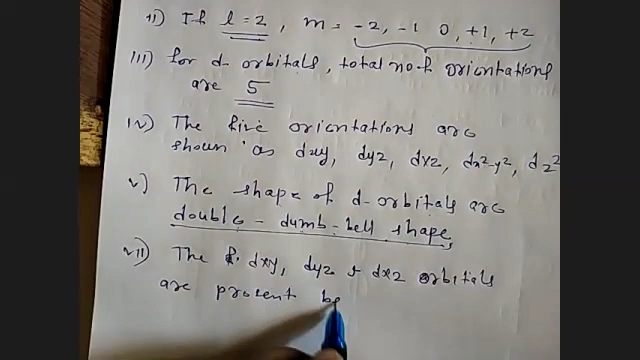 ii) If l = 2, m = -2, -1 0, +1, +2
iii) for d orbitals, total no. of orientations
are 5
iv) The five orientations are
shown as dxy, dyz, dxz, dx²-y², dz²
v) The shape of d-orbitals are
double - dumb-bell shape,
vii) The dxy, dyz & dxz orbitals
are present be